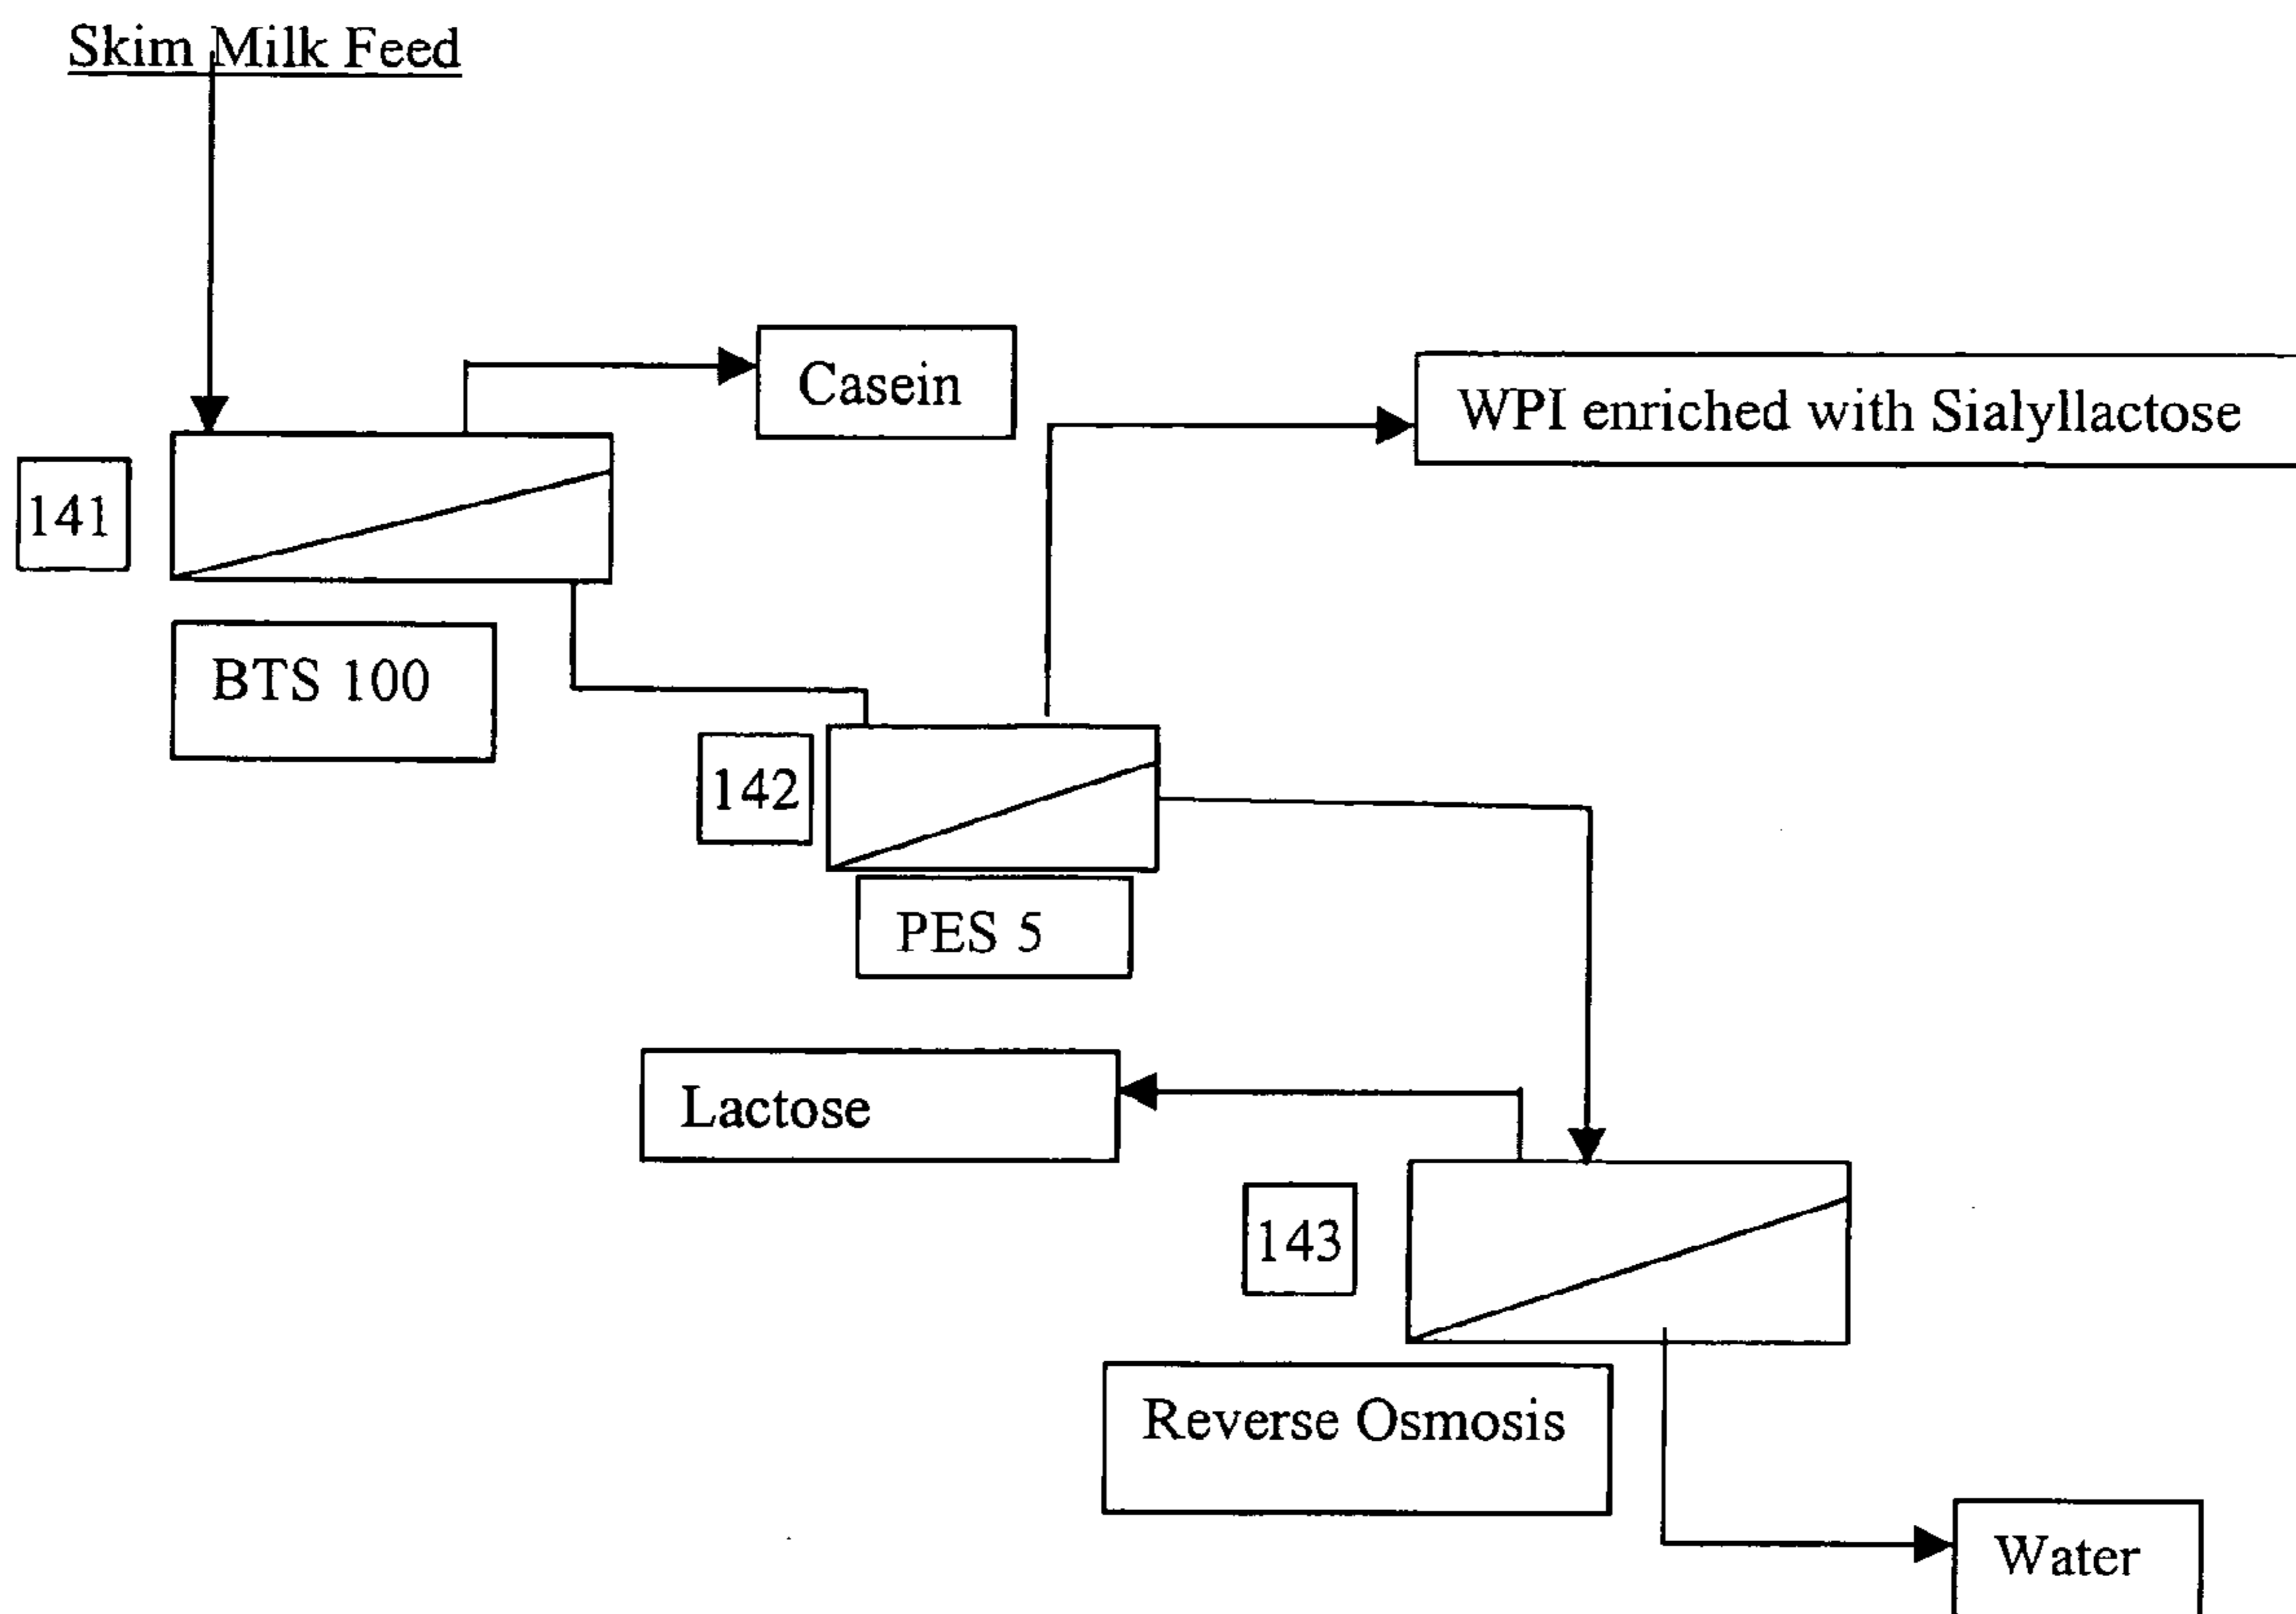 Skim Milk Feed
Casein
WPI enriched with Sialyllactose
141
BTS 100
142
PES 5
Lactose
143
Reverse Osmosis
Water